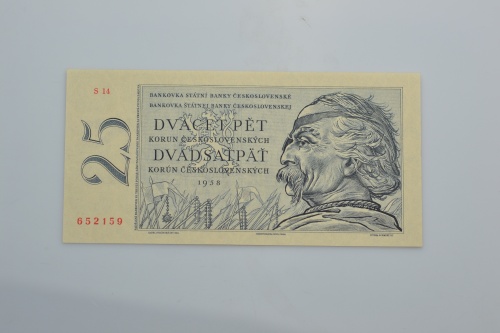 S 14
BANKOVKA STÁTNÍ BANKY ČESKOSLOVENSKÉ
BANKOVKA ŠTÁTNEJ BANKY ČESKOSLOVENSKEJ
25
DVACET PĚT
KORUN ČESKOSLOVENSKÝCH
DVADSAŤPÄŤ
KORÚN ČESKOSLOVENSKÝCH
1958
652159